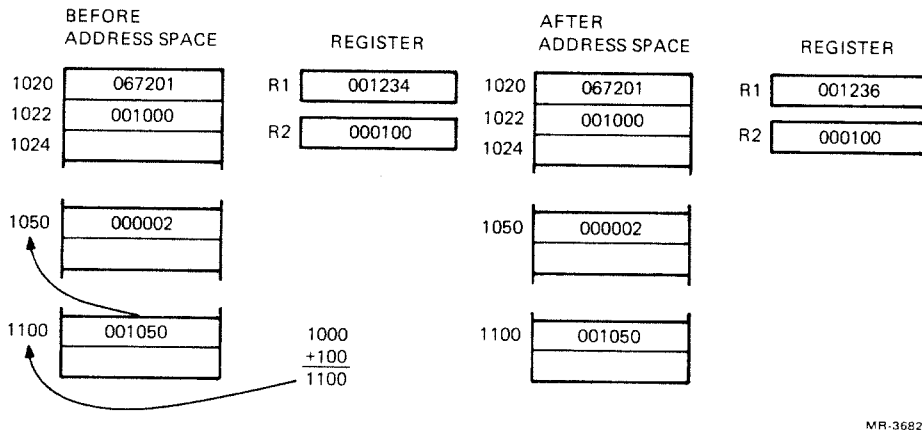 BEFORE
ADDRESS SPACE
REGISTER
1020 067201
1022 001000
1024
R1 001234
R2 000100
1050 000002
1100 001050
1000
+100
1100
AFTER
ADDRESS SPACE
REGISTER
1020 067201
1022 001000
1024
R1 001236
R2 000100
1050 000002
1100 001050
MR-3682